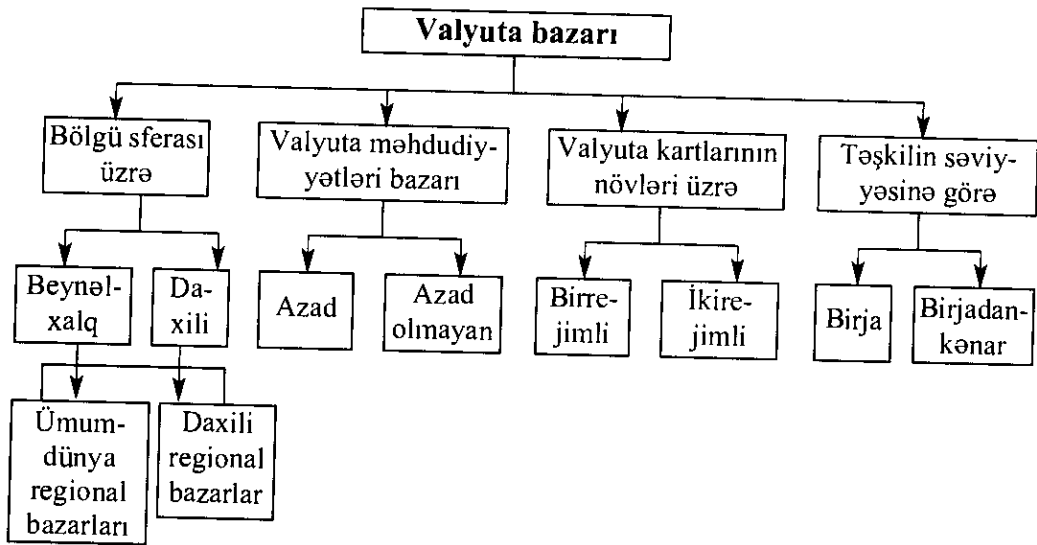 Valyuta bazarı
Bölgü sferası
üzrə
Valyuta məhdudiy-
yətləri bazarı
Valyuta kartlarının
növləri üzrə
Təşkilin səviy-
yəsinə görə
Beynəl-
xalq
Da-
xili
Azad
Azad
olmayan
Birre-
jimli
İkire-
jimli
Birja
Birjadan-
kənar
Ümum-
dünya
regional
bazarları
Daxili
regional
bazarlar